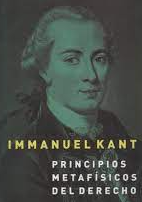 IMMANUEL KANT
PRINCIPIOS
METAFÍSICOS
DEL DERECHO